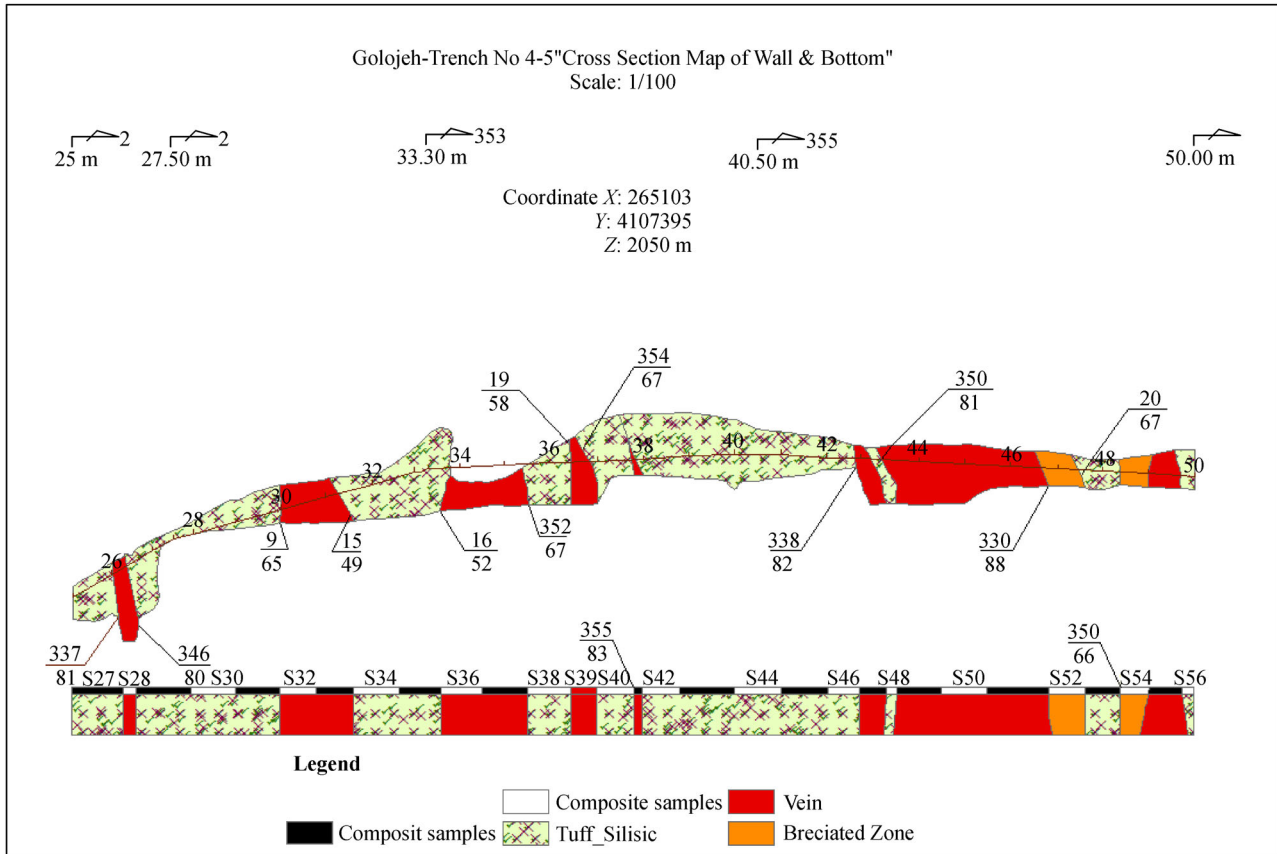 Golojeh-Trench No 4-5"Cross Section Map of Wall & Bottom"
Scale: 1/100
2
2
353
355
25 m
27.50 m
33.30 m
40.50 m
50.00 m
Coordinate X: 265103
Y: 4107395
Z: 2050 m
354
67
19
58
350
81
20
67
26
28
30
32
34
36
38
40
42
44
46
48
50
9
65
15
49
16
52
352
67
338
82
330
88
337
81
346
80
355
83
350
66
S27 S28 S30 S32 S34 S36 S38 S39 S40 S42 S44 S46 S48 S50 S52 S54 S56
Legend
Composite samples
Vein
Composit samples
Tuff_Silisic
Breciated Zone